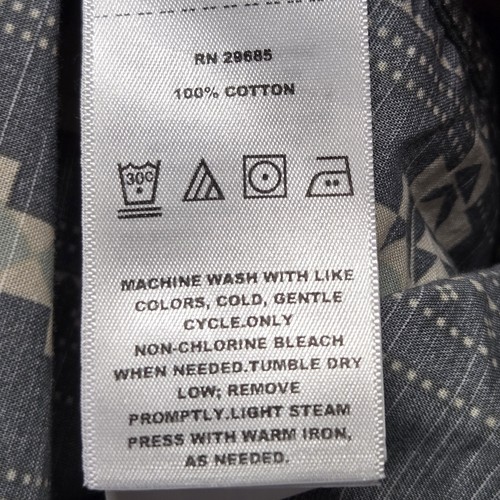 RN 29685
100% COTTON
30C
MACHINE WASH WITH LIKE
COLORS, COLD, GENTLE
CYCLE.ONLY
NON-CHLORINE BLEACH
WHEN NEEDED.TUMBLE DRY
LOW; REMOVE
PROMPTLY.LIGHT STEAM
PRESS WITH WARM IRON,
AS NEEDED.